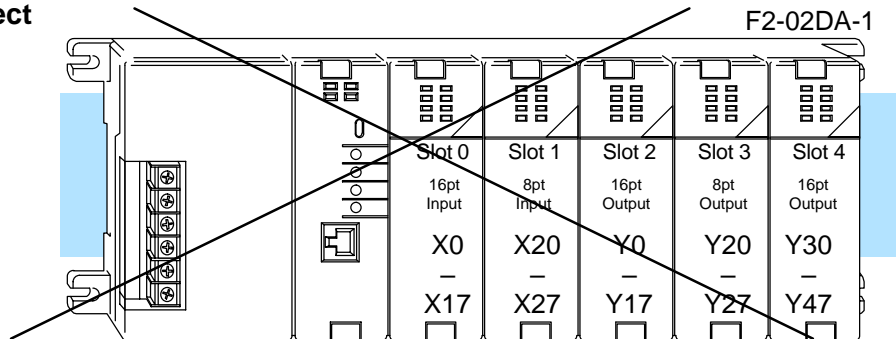 ect
F2-02DA-1
Slot 0 Slot 1 Slot 2 Slot 3 Slot 4
16pt 8pt 16pt 8pt 16pt
Input Input Output Output Output
X0 X20 Y0 Y20 Y30
– – – – –
X17 X27 Y17 Y27 Y47